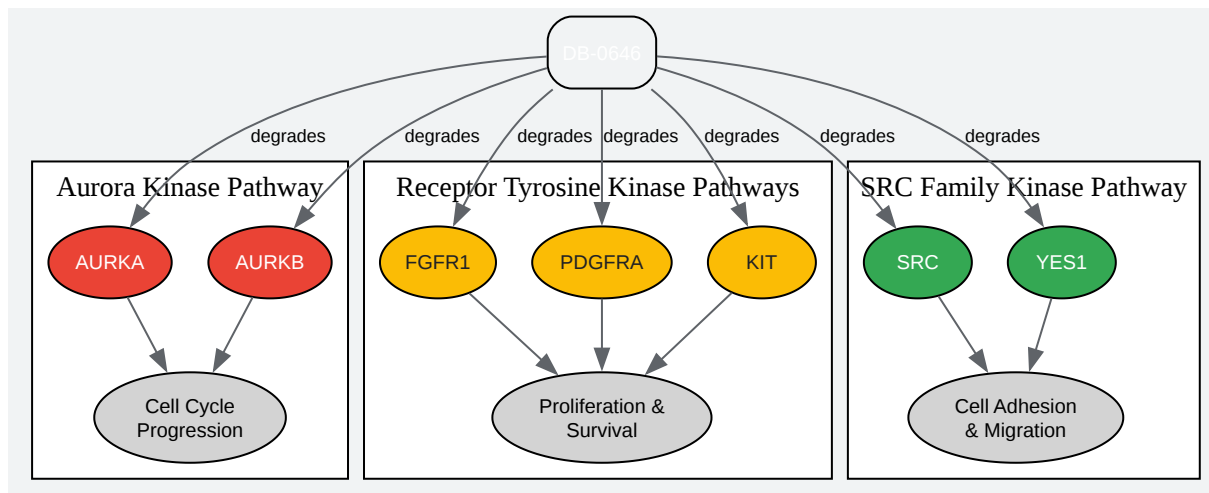 DB-0646
degrades degrades degrades degrades degrades degrades degrades
Aurora Kinase Pathway
Receptor Tyrosine Kinase Pathways
SRC Family Kinase Pathway
AURKA
AURKB
FGFR1
PDGFRA
KIT
SRC
YES1
Cell Cycle
Progression
Proliferation &
Survival
Cell Adhesion
& Migration